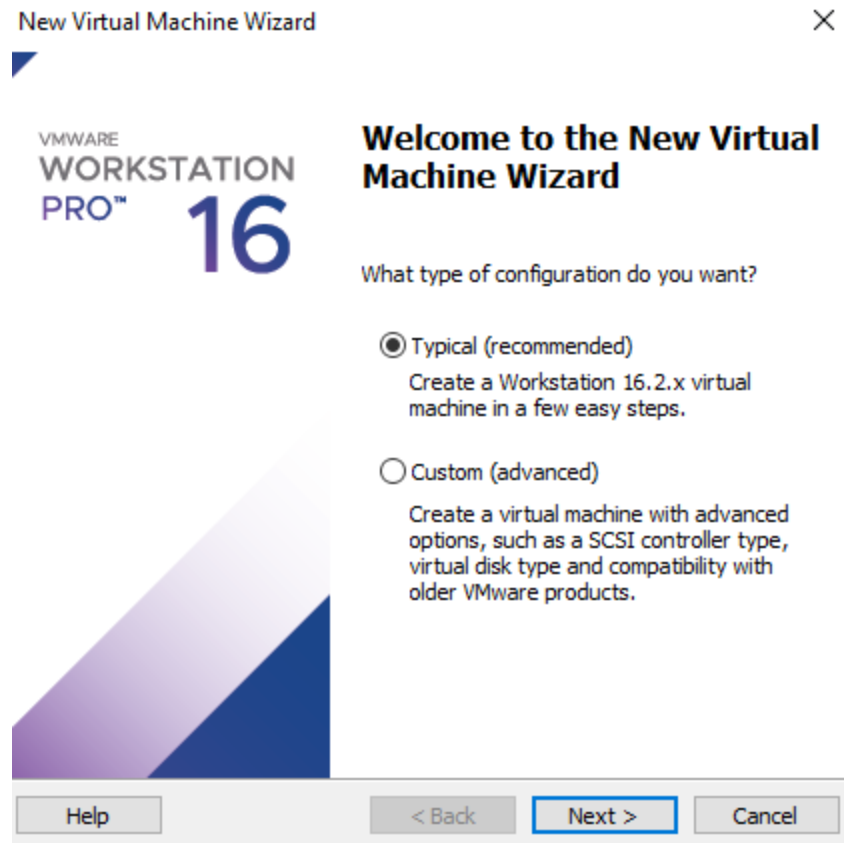 New Virtual Machine Wizard
VMWARE
WORKSTATION
PRO™ 16
Welcome to the New Virtual
Machine Wizard
What type of configuration do you want?
Typical (recommended)
Create a Workstation 16.2.x virtual
machine in a few easy steps.
Custom (advanced)
Create a virtual machine with advanced
options, such as a SCSI controller type,
virtual disk type and compatibility with
older VMware products.
Help
< Back
Next >
Cancel